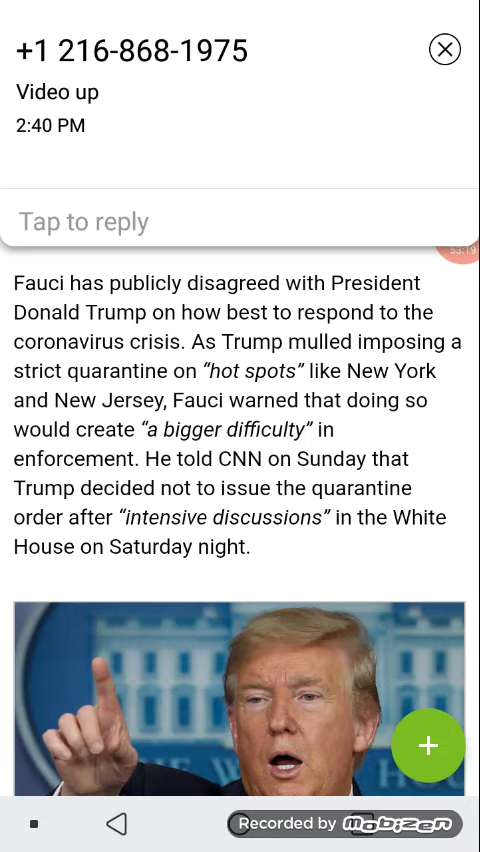 +1 216-868-1975
Video up
2:40 PM
Tap to reply
53:19
Fauci has publicly disagreed with President
Donald Trump on how best to respond to the
coronavirus crisis. As Trump mulled imposing a
strict quarantine on “hot spots” like New York
and New Jersey, Fauci warned that doing so
would create “a bigger difficulty” in
enforcement. He told CNN on Sunday that
Trump decided not to issue the quarantine
order after “intensive discussions” in the White
House on Saturday night.
Recorded by mobizen